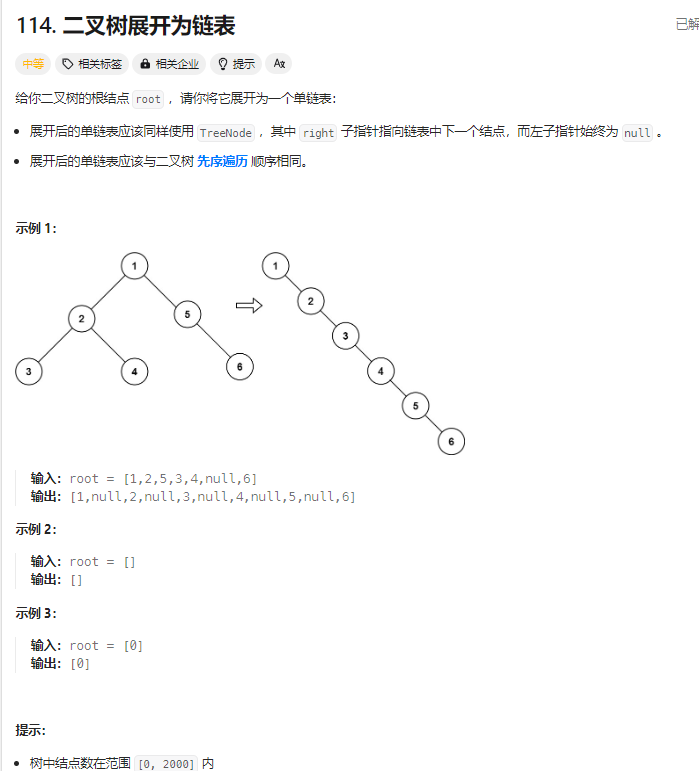 114. 二叉树展开为链表
已解
中等 相关标签 相关企业 提示 Aあ
给你二叉树的根结点 root ，请你将它展开为一个单链表：
展开后的单链表应该同样使用 TreeNode ，其中 right 子指针指向链表中下一个结点，而左子指针始终为 null 。
展开后的单链表应该与二叉树 先序遍历 顺序相同。
示例 1：
1 1
2 5 2
3 4 6 3
4
5
6
输入：root = [1,2,5,3,4,null,6]
输出：[1,null,2,null,3,null,4,null,5,null,6]
示例 2：
输入：root = []
输出：[]
示例 3：
输入：root = [0]
输出：[0]
提示：
树中结点数在范围 [0, 2000] 内